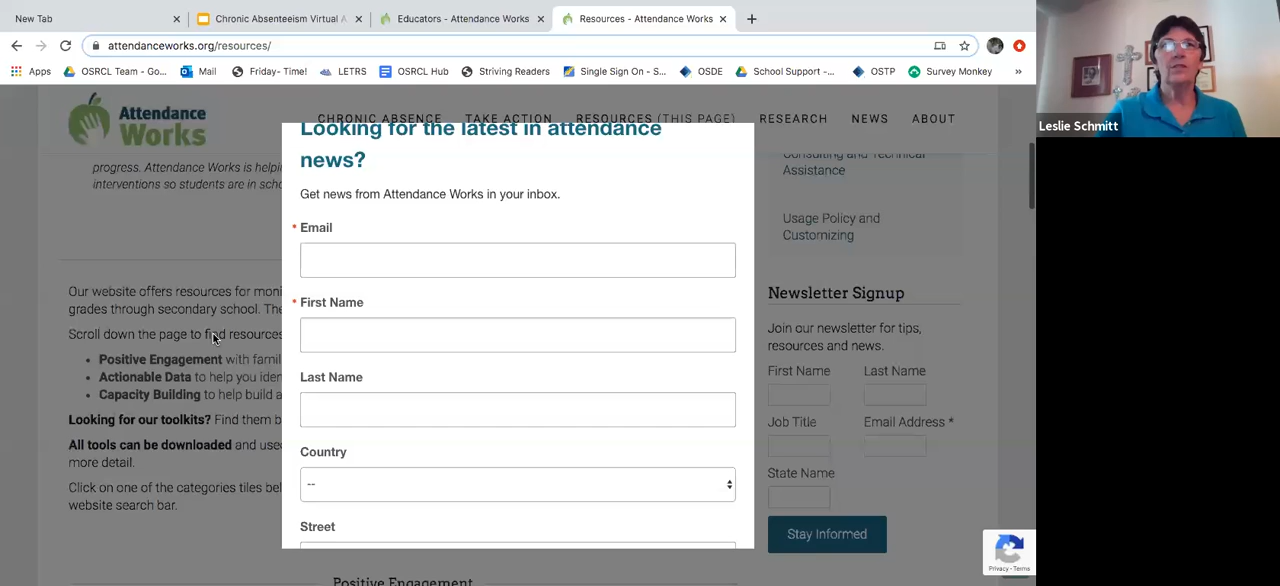 New Tab
Chronic Absenteeism Virtual A
Educators - Attendance Works
Resources - Attendance Works
attendanceworks.org/resources/
Apps
OSRCL Team - Go...
Mail
Friday- Time!
LETRS
OSRCL Hub
Striving Readers
Single Sign On - S...
OSDE
School Support -...
OSTP
Survey Monkey
»
Attendance
Works
CHRONIC ABSENCE
TAKE ACTION
RESOURCES (THIS PAGE)
RESEARCH
NEWS
ABOUT
progress. Attendance Works is helpi
interventions so students are in scho
Our website offers resources for moni
grades through secondary school. The
Scroll down the page to find resources
• Positive Engagement with famil
• Actionable Data to help you iden
• Capacity Building to help build a
Looking for our toolkits? Find them b
All tools can be downloaded and use
more detail.
Click on one of the categories tiles bel
website search bar.
Positive Engagement
Looking for the latest in attendance
news?
Get news from Attendance Works in your inbox.
* Email
* First Name
Last Name
Country
--
Street
Consulting and Technical
Assistance
Usage Policy and
Customizing
Newsletter Signup
Join our newsletter for tips,
resources and news.
First Name
Last Name
Job Title
Email Address *
State Name
Stay Informed
Privacy - Terms
Leslie Schmitt